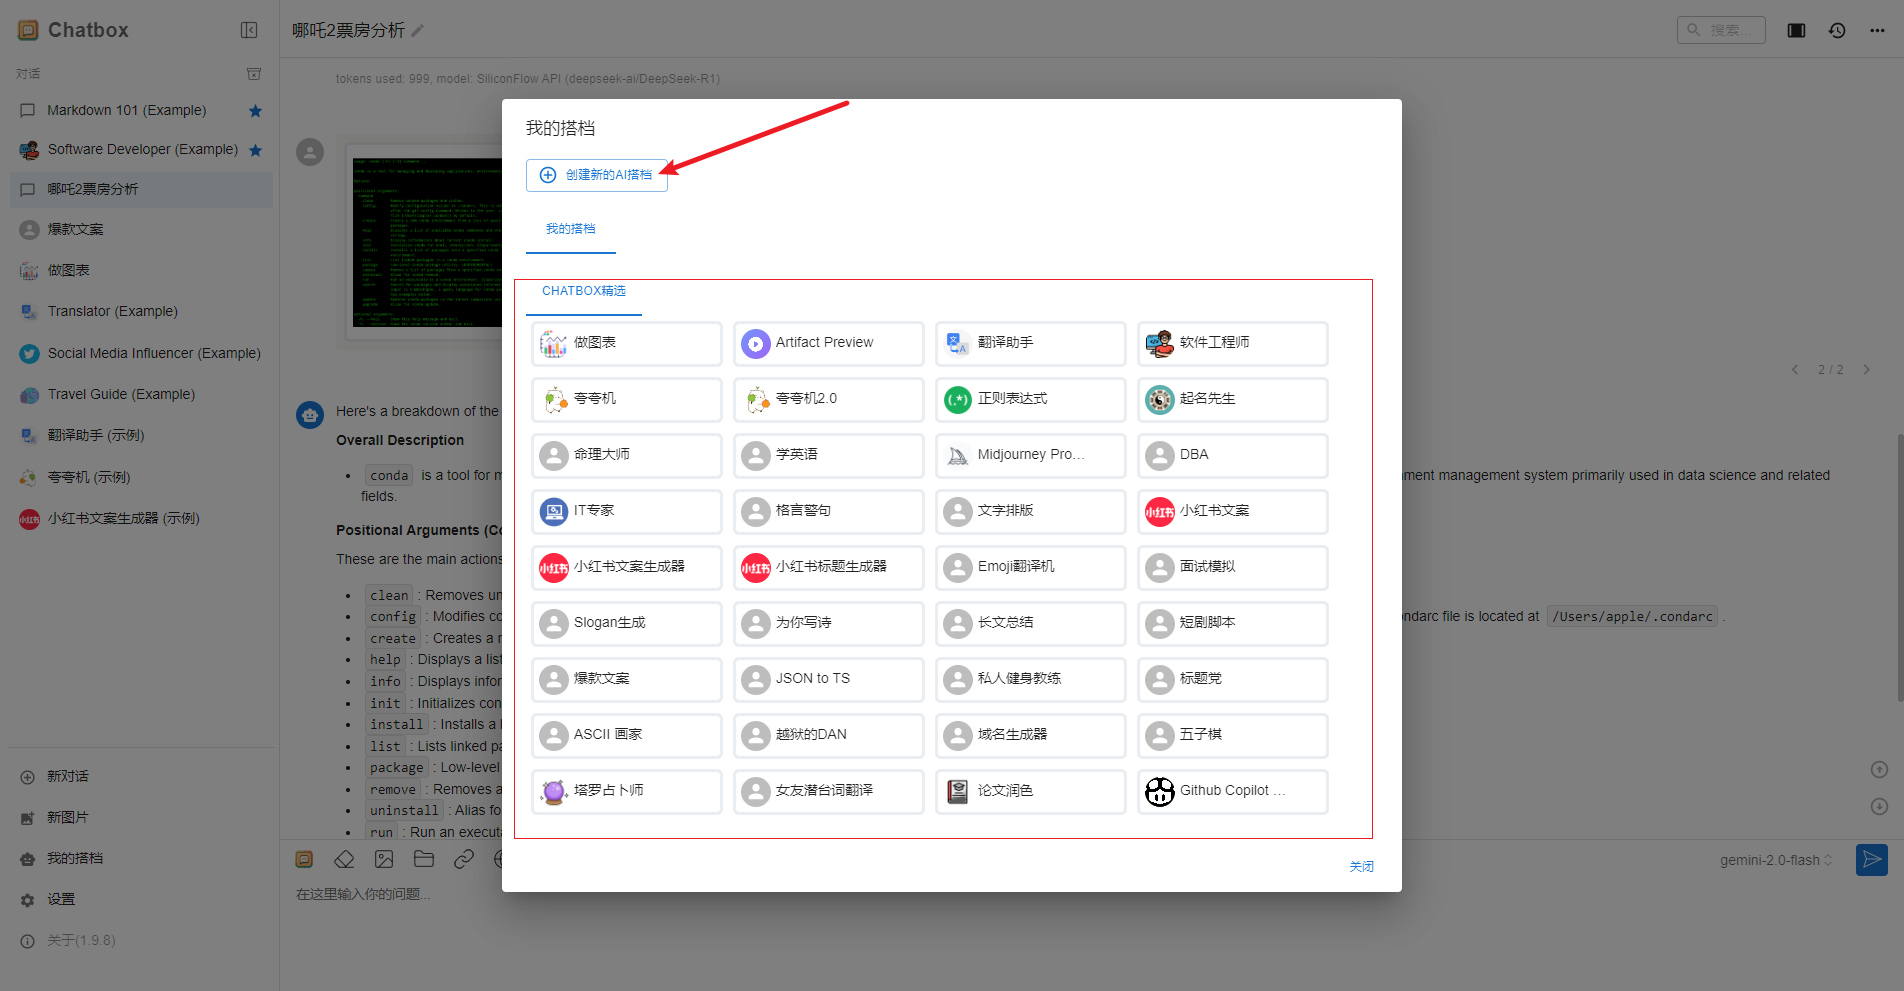 Chatbox
对话
Markdown 101 (Example)
Software Developer (Example)
哪吒2票房分析
爆款文案
做图表
Translator (Example)
Social Media Influencer (Example)
Travel Guide (Example)
翻译助手 (示例)
夸夸机 (示例)
小红书文案生成器 (示例)
新对话
新图片
我的搭档
设置
关于(1.9.8)
哪吒2票房分析
搜索...
tokens used: 999, model: SiliconFlow API (deepseek-ai/DeepSeek-R1)
2 / 2
Here's a breakdown of the
Overall Description
conda is a tool for m
nment management system primarily used in data science and related
fields.
Positional Arguments (Co
These are the main actions
clean : Removes un
config : Modifies co
ondarc file is located at /Users/apple/.condarc .
create : Creates a n
help : Displays a list
info : Displays infor
init : Initializes con
install : Installs a l
list : Lists linked pa
package : Low-level
remove : Removes a
uninstall : Alias fo
run : Run an executa
在这里输入你的问题...
gemini-2.0-flash
我的搭档
创建新的AI搭档
我的搭档
CHATBOX精选
做图表
Artifact Preview
翻译助手
软件工程师
夸夸机
夸夸机2.0
(.*) 正则表达式
起名先生
命理大师
学英语
Midjourney Pro...
DBA
IT专家
格言警句
文字排版
小红书 小红书文案
小红书 小红书文案生成器
小红书 小红书标题生成器
Emoji翻译机
面试模拟
Slogan生成
为你写诗
长文总结
短剧脚本
爆款文案
JSON to TS
私人健身教练
标题党
ASCII 画家
越狱的DAN
域名生成器
五子棋
塔罗占卜师
女友潜台词翻译
论文润色
Github Copilot ...
关闭